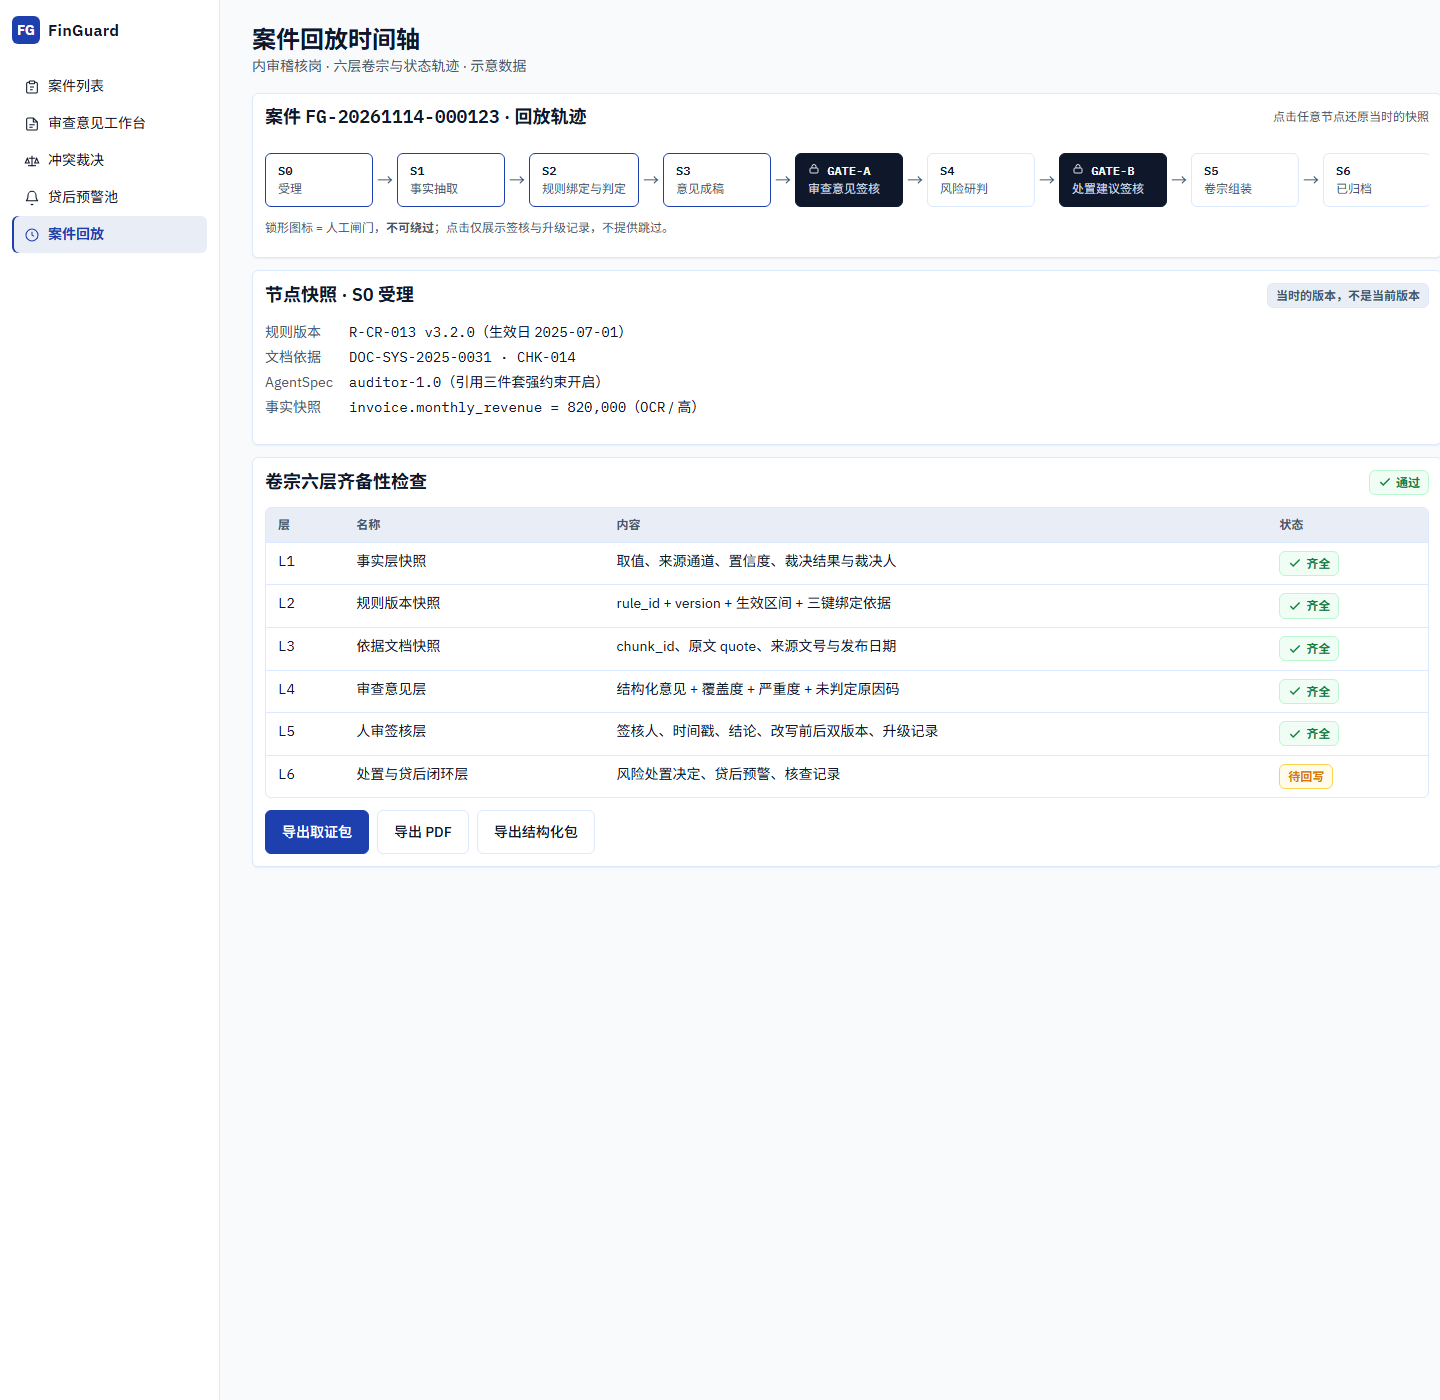 FG FinGuard
案件列表
审查意见工作台
冲突裁决
贷后预警池
案件回放
案件回放时间轴
内审稽核岗 · 六层卷宗与状态轨迹 · 示意数据
案件 FG-20261114-000123 · 回放轨迹
点击任意节点还原当时的快照
S0
受理
→
S1
事实抽取
→
S2
规则绑定与判定
→
S3
意见成稿
→
GATE-A
审查意见签核
→
S4
风险研判
→
GATE-B
处置建议签核
→
S5
卷宗组装
→
S6
已归档
锁形图标 = 人工闸门，不可绕过；点击仅展示签核与升级记录，不提供跳过。
节点快照 · S0 受理
当时的版本，不是当前版本
规则版本 R-CR-013 v3.2.0（生效日 2025-07-01）
文档依据 DOC-SYS-2025-0031 · CHK-014
AgentSpec auditor-1.0（引用三件套强约束开启）
事实快照 invoice.monthly_revenue = 820,000（OCR / 高）
卷宗六层齐备性检查
✓ 通过
层 名称 内容 状态
L1 事实层快照 取值、来源通道、置信度、裁决结果与裁决人 ✓ 齐全
L2 规则版本快照 rule_id + version + 生效区间 + 三键绑定依据 ✓ 齐全
L3 依据文档快照 chunk_id、原文 quote、来源文号与发布日期 ✓ 齐全
L4 审查意见层 结构化意见 + 覆盖度 + 严重度 + 未判定原因码 ✓ 齐全
L5 人审签核层 签核人、时间戳、结论、改写前后双版本、升级记录 ✓ 齐全
L6 处置与贷后闭环层 风险处置决定、贷后预警、核查记录 待回写
导出取证包 导出 PDF 导出结构化包